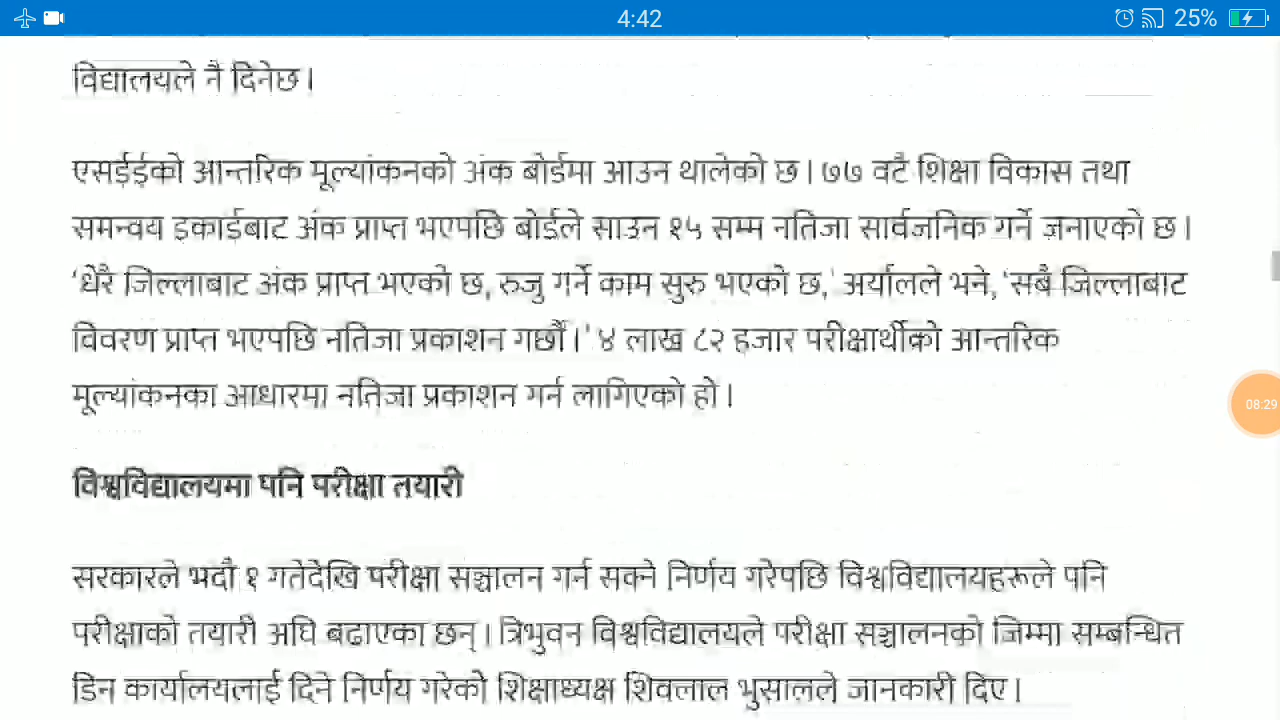 4:42
25%
विद्यालयले नै दिनेछ ।
एसईईको आन्तरिक मूल्यांकनको अंक बोर्डमा आउन थालेको छ । ७७ वटै शिक्षा विकास तथा
समन्वय इकाईबाट अंक प्राप्त भएपछि बोर्डले साउन १५ सम्म नतिजा सार्वजनिक गर्ने जनाएको छ ।
‘धेरै जिल्लाबाट अंक प्राप्त भएको छ, रुजु गर्ने काम सुरु भएको छ,’ अर्यालले भने, ‘सबै जिल्लाबाट
विवरण प्राप्त भएपछि नतिजा प्रकाशन गर्छौं ।’ ४ लाख ८२ हजार परीक्षार्थीको आन्तरिक
मूल्यांकनका आधारमा नतिजा प्रकाशन गर्न लागिएको हो ।
08:29
विश्वविद्यालयमा पनि परीक्षा तयारी
सरकारले भदौ १ गतेदेखि परीक्षा सञ्चालन गर्न सक्ने निर्णय गरेपछि विश्वविद्यालयहरूले पनि
परीक्षाको तयारी अघि बढाएका छन् । त्रिभुवन विश्वविद्यालयले परीक्षा सञ्चालनको जिम्मा सम्बन्धित
डिन कार्यालयलाई दिने निर्णय गरेको शिक्षाध्यक्ष शिवलाल भुसालले जानकारी दिए ।